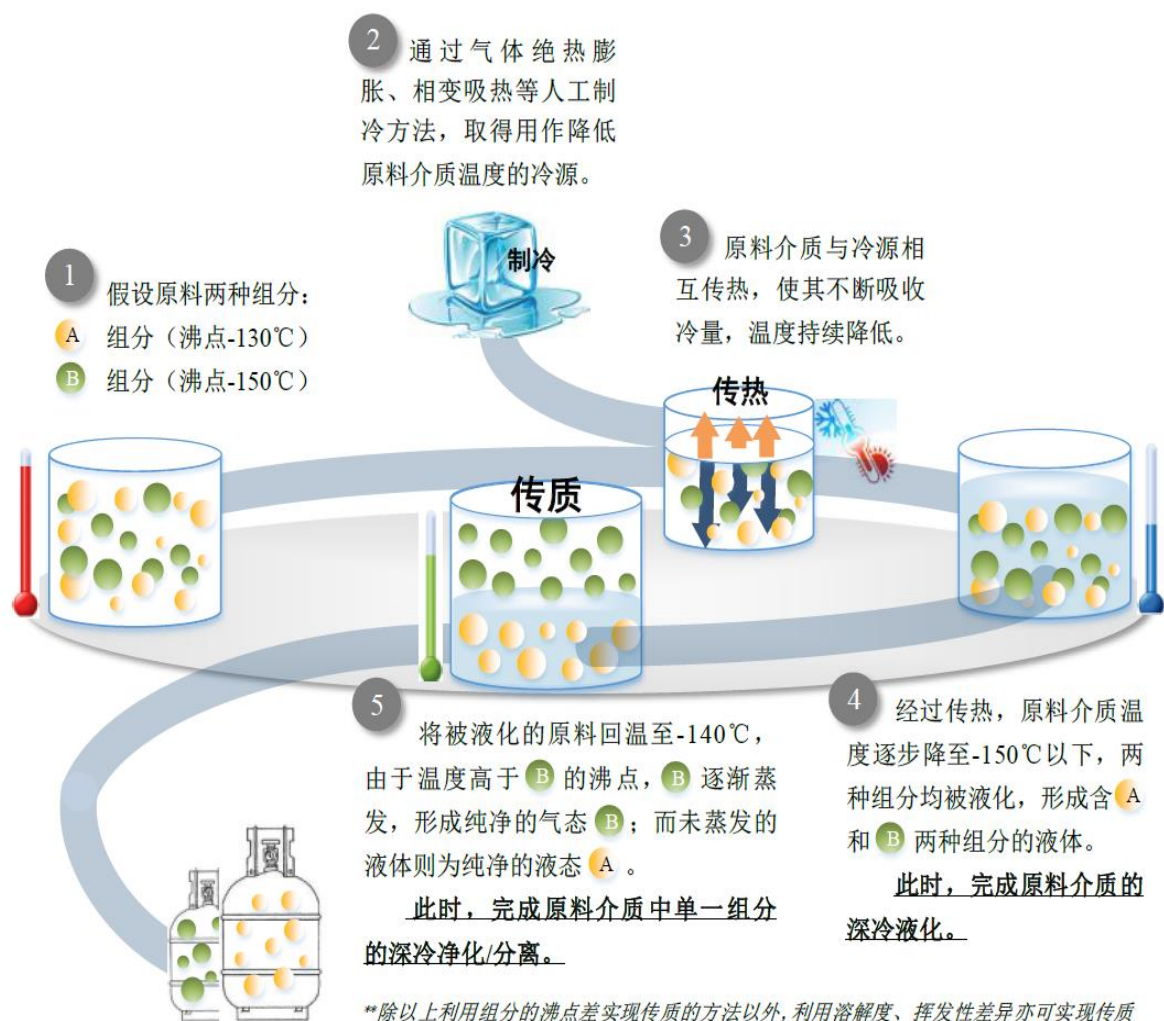 1
假设原料两种组分：
A 组分（沸点-130℃）
B 组分（沸点-150℃）
2
通过气体绝热膨
胀、相变吸热等人工制
冷方法，取得用作降低
原料介质温度的冷源。
制冷
3
原料介质与冷源相
互传热，使其不断吸收
冷量，温度持续降低。
传热
传质
4
经过传热，原料介质温
度逐步降至-150℃以下，两
种组分均被液化，形成含 A
和 B 两种组分的液体。
此时，完成原料介质的
深冷液化。
5
将被液化的原料回温至-140℃，
由于温度高于 B 的沸点，B 逐渐蒸
发，形成纯净的气态 B；而未蒸发的
液体则为纯净的液态 A。
此时，完成原料介质中单一组分
的深冷净化/分离。
**除以上利用组分的沸点差实现传质的方法以外，利用溶解度、挥发性差异亦可实现传质